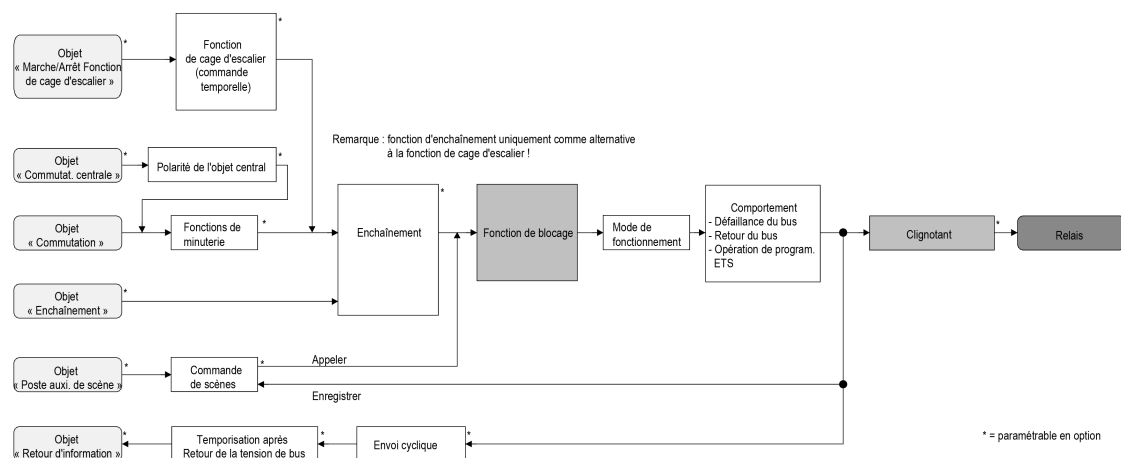 Objet
« Marche/Arrêt Fonction
de cage d'escalier »
*
Fonction
de cage d'escalier
(commande
temporelle)
*
Remarque : fonction d'enchaînement uniquement comme alternative
à la fonction de cage d'escalier !
Objet
« Commutat. centrale »
*
Polarité de l'objet central
*
Objet
« Commutation »
*
Fonctions de
minuterie
*
Enchaînement
*
Fonction de blocage
Mode de
fonctionnement
Comportement
- Défaillance du bus
- Retour du bus
- Opération de program.
ETS
Clignotant
*
Relais
Objet
« Enchaînement »
*
Objet
« Poste auxi. de scène »
*
Commande
de scènes
*
Appeler
Enregistrer
Objet
« Retour d'information »
*
Temporisation après
Retour de la tension de bus
*
Envoi cyclique
*
* = paramétrable en option